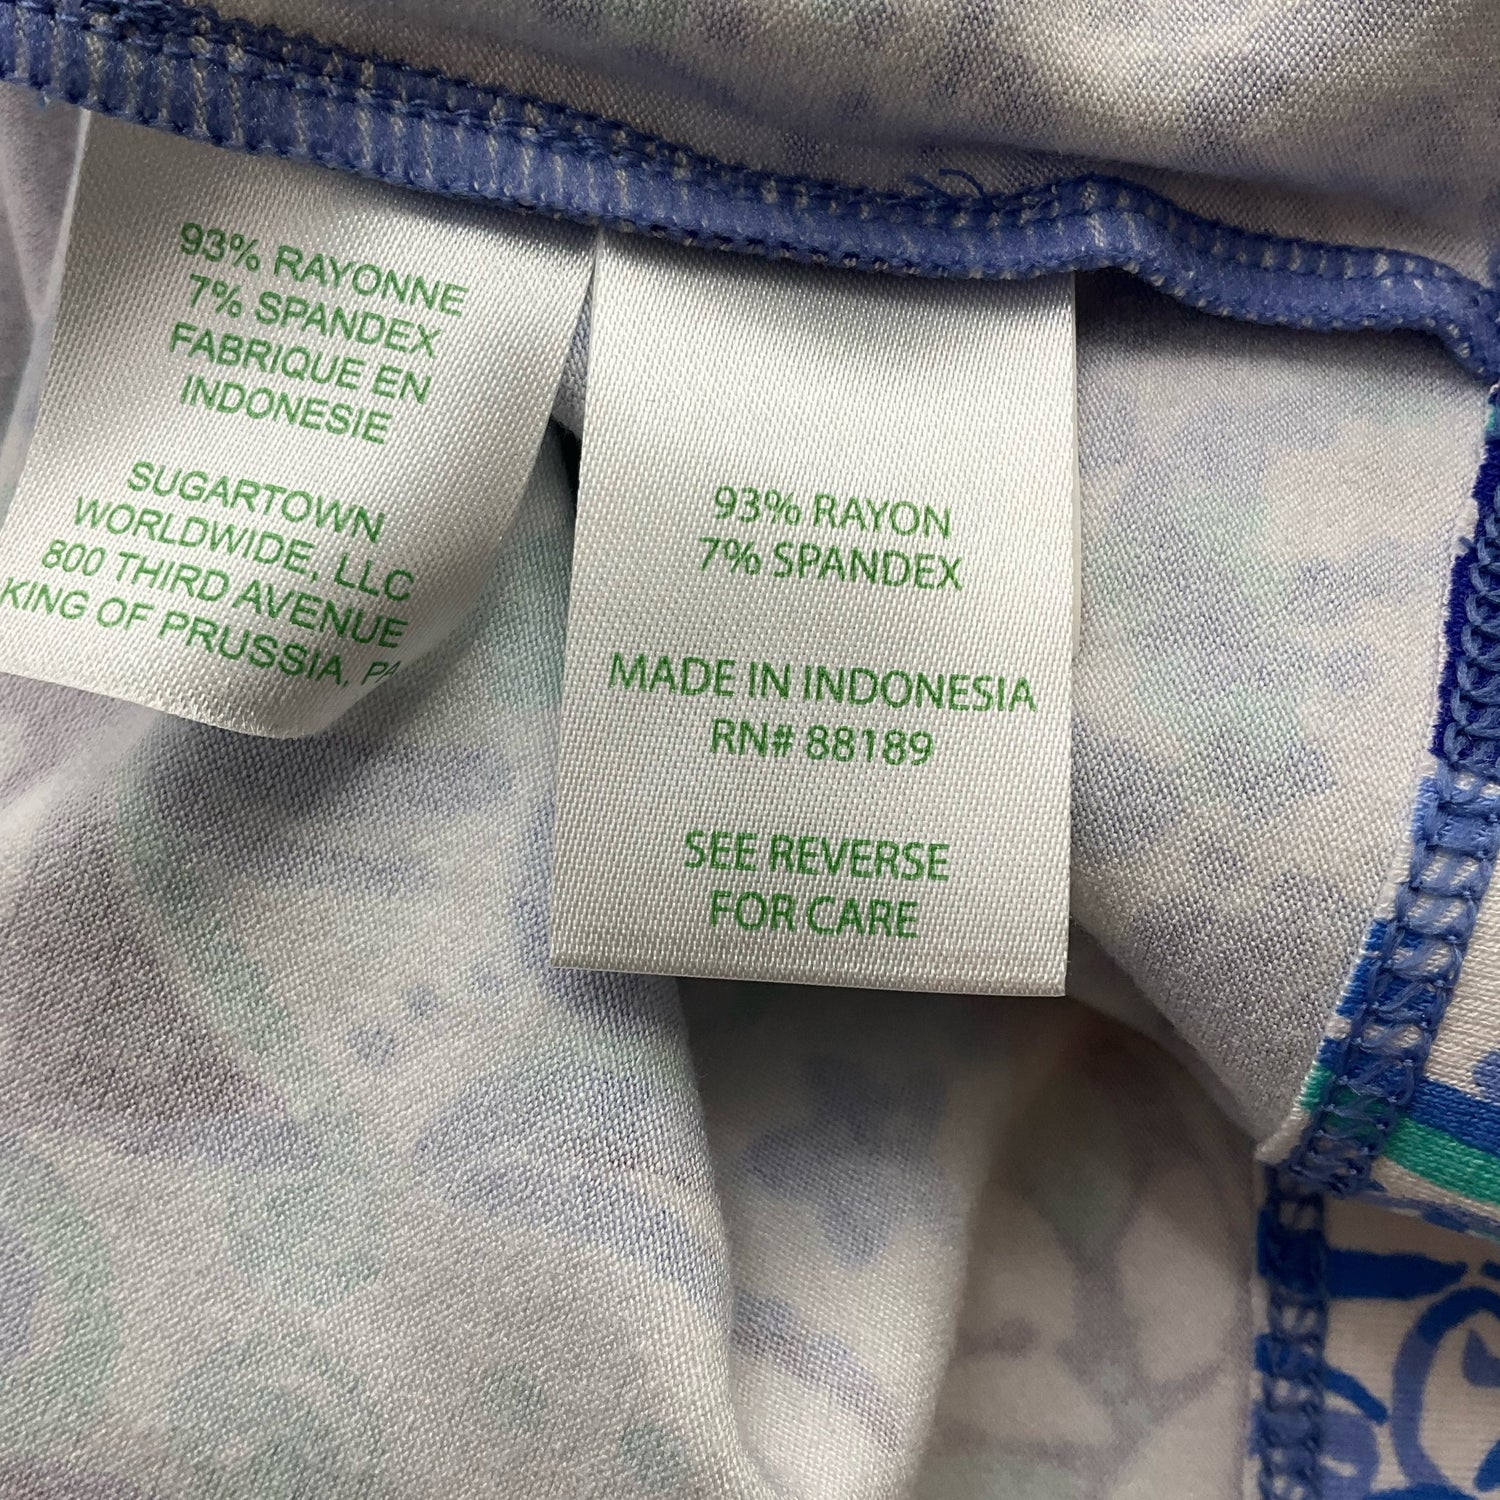 93% RAYONNE
7% SPANDEX
FABRIQUE EN
INDONESIE
SUGARTOWN
WORLDWIDE, LLC
800 THIRD AVENUE
KING OF PRUSSIA, PA
93% RAYON
7% SPANDEX
MADE IN INDONESIA
RN# 88189
SEE REVERSE
FOR CARE